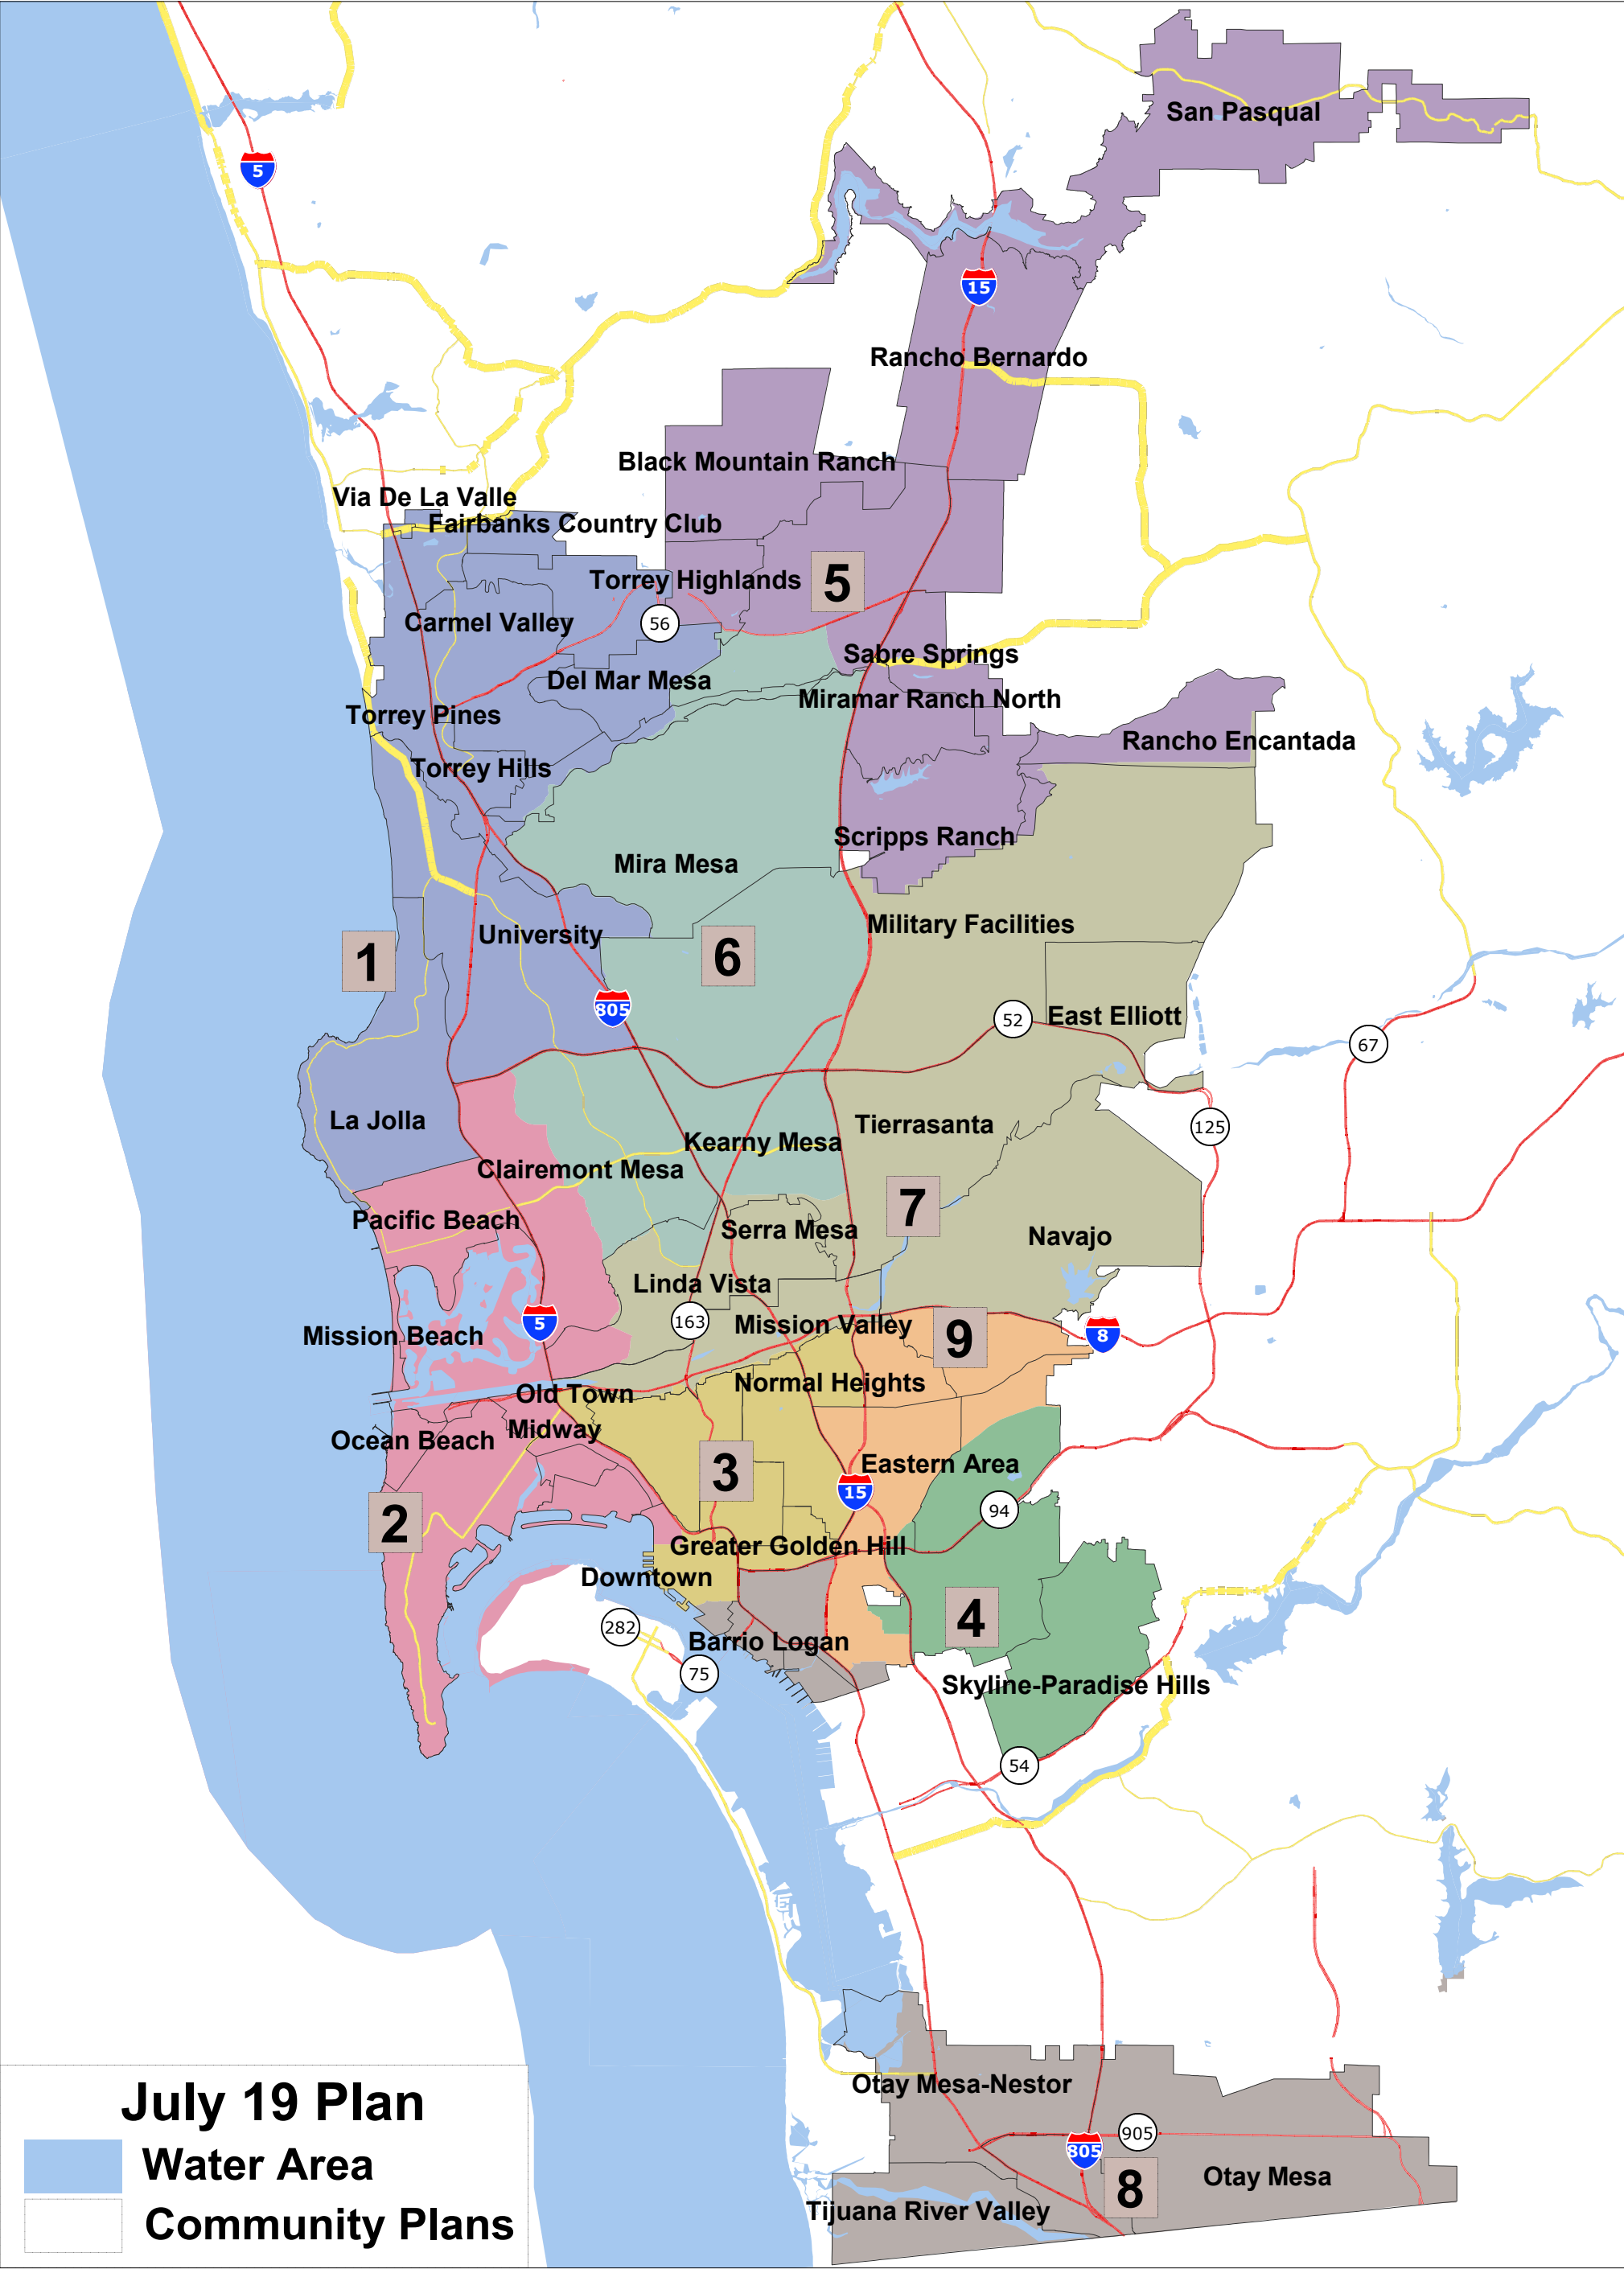 San Pasqual
5
15
Rancho Bernardo
Black Mountain Ranch
Via De La Valle
Fairbanks Country Club
Torrey Highlands
5
56
Carmel Valley
Sabre Springs
Del Mar Mesa
Miramar Ranch North
Torrey Pines
Rancho Encantada
Torrey Hills
Scripps Ranch
Mira Mesa
Military Facilities
University
1
6
805
52
East Elliott
67
La Jolla
Tierrasanta
125
Kearny Mesa
Clairemont Mesa
7
Pacific Beach
Serra Mesa
Navajo
Linda Vista
163
5
Mission Valley
9
8
Mission Beach
Normal Heights
Old Town
Midway
Ocean Beach
Eastern Area
3
15
94
2
Greater Golden Hill
Downtown
4
282
Barrio Logan
75
Skyline-Paradise Hills
54
Otay Mesa-Nestor
905
805
8
Otay Mesa
Tijuana River Valley
July 19 Plan
Water Area
Community Plans